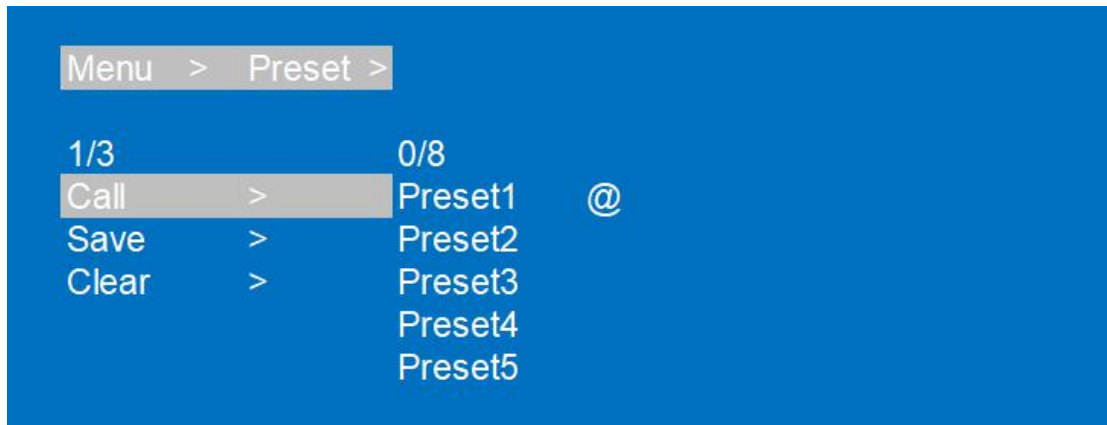 Menu > Preset >
1/3 0/8
Call > Preset1 @
Save > Preset2
Clear > Preset3
Preset4
Preset5